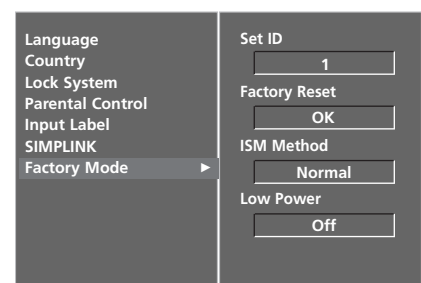 Language
Country
Lock System
Parental Control
Input Label
SIMPLINK
Factory Mode ►
Set ID
1
Factory Reset
OK
ISM Method
Normal
Low Power
Off